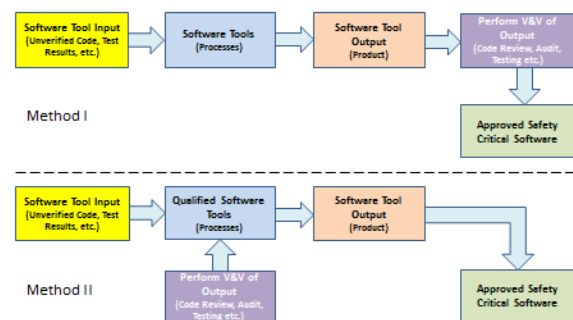 Software Tool Input
(Unverified Code, Test
Results, etc.)
Software Tools
(Processes)
Software Tool
Output
(Product)
Perform V&V of
Output
(Code Review, Audit,
Testing etc.)
Method I
Approved Safety
Critical Software
Software Tool Input
(Unverified Code, Test
Results, etc.)
Qualified Software
Tools
(Processes)
Software Tool
Output
(Product)
Perform V&V of
Output
(Code Review, Audit,
Testing etc.)
Method II
Approved Safety
Critical Software